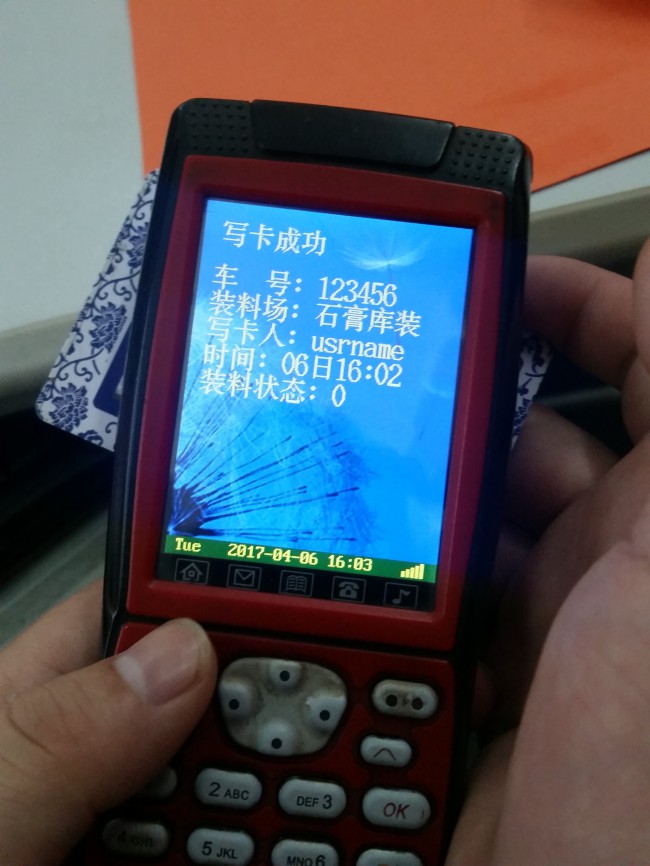 写卡成功
车 号: 123456
装料场: 石膏库装
写卡人: usrname
时间: 06日16:02
装料状态: 0
Tue 2017-04-06 16:03
2 ABC
DEF 3
OK
5 JKL
MNO 6